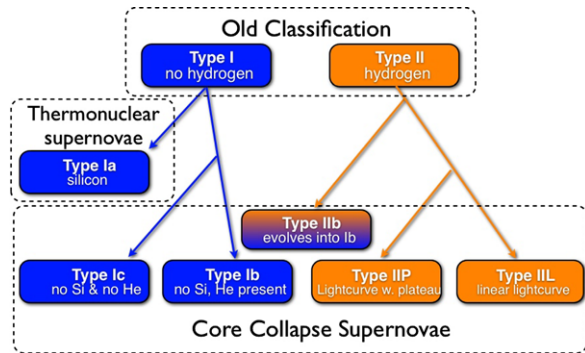 Old Classification
Type I
no hydrogen
Type II
hydrogen
Thermonuclear
supernovae
Type Ia
silicon
Type IIb
evolves into Ib
Type Ic
no Si & no He
Type Ib
no Si, He present
Type IIP
Lightcurve w. plateau
Type IIL
linear lightcurve
Core Collapse Supernovae